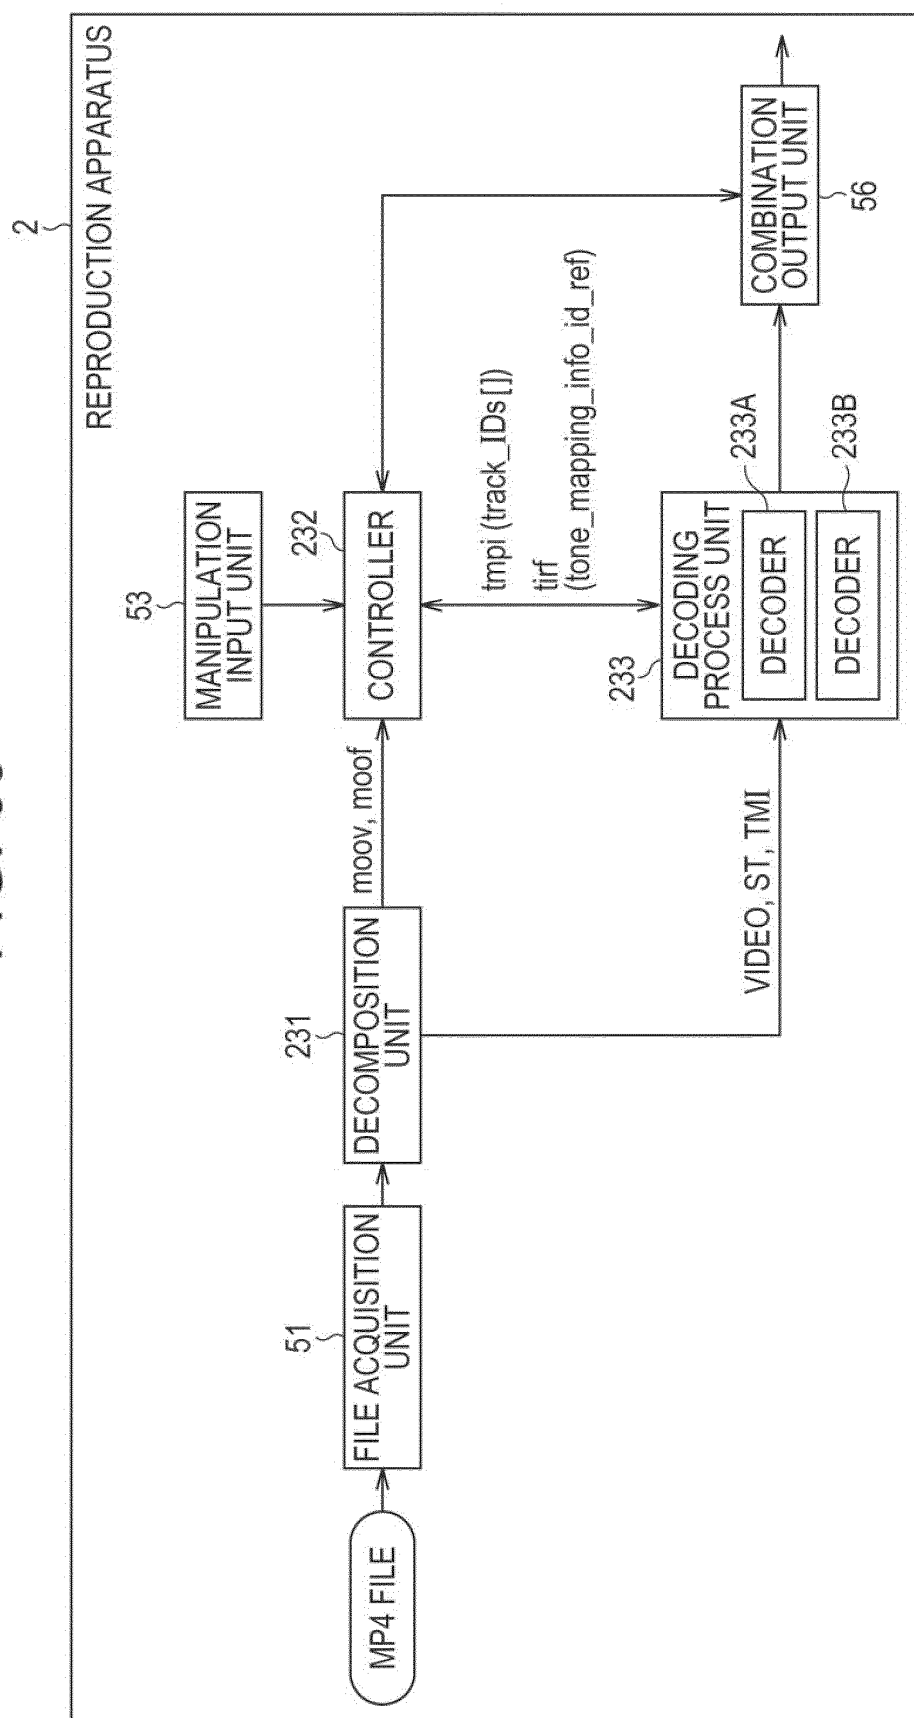 2
REPRODUCTION APPARATUS
53
MANIPULATION
INPUT UNIT
51
FILE ACQUISITION
UNIT
231
DECOMPOSITION
UNIT
232
CONTROLLER
MP4 FILE
moov, moof
tmpi (track_IDs [ ])
tirf
(tone_mapping_info_id_ref)
VIDEO, ST, TMI
233
DECODING
PROCESS UNIT
DECODER
233A
DECODER
233B
COMBINATION
OUTPUT UNIT
56